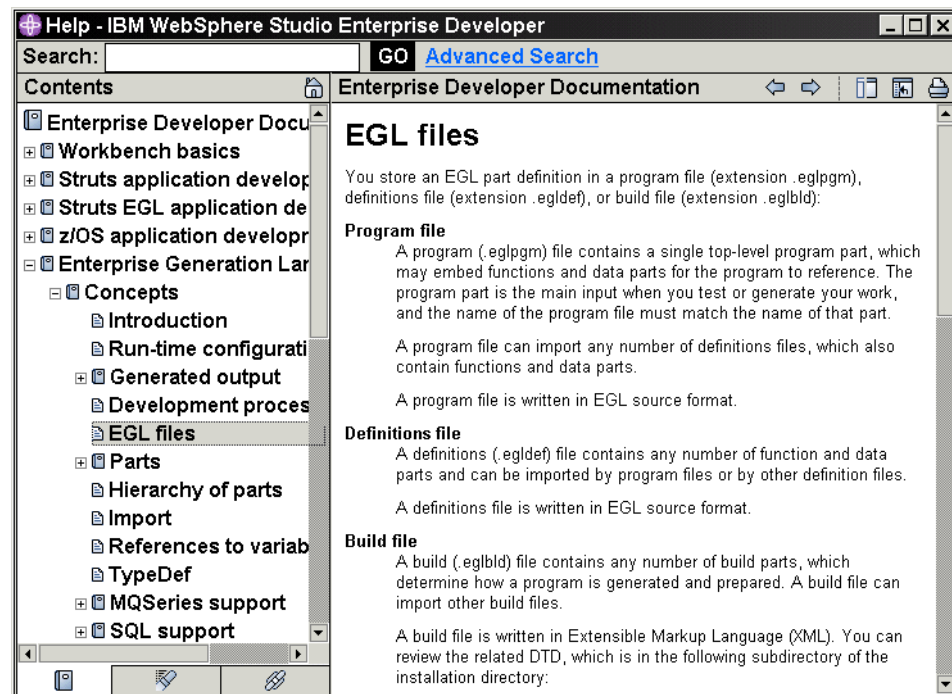 Help - IBM WebSphere Studio Enterprise Developer
Search:
GO
Advanced Search
Contents
Enterprise Developer Docu
Workbench basics
Struts application develop
Struts EGL application de
z/OS application developr
Enterprise Generation Lar
Concepts
Introduction
Run-time configurati
Generated output
Development proces
EGL files
Parts
Hierarchy of parts
Import
References to variab
TypeDef
MQSeries support
SQL support
Enterprise Developer Documentation
EGL files
You store an EGL part definition in a program file (extension .eglpgm),
definitions file (extension .egldef), or build file (extension .eglbld):
Program file
A program (.eglpgm) file contains a single top-level program part, which
may embed functions and data parts for the program to reference. The
program part is the main input when you test or generate your work,
and the name of the program file must match the name of that part.
A program file can import any number of definitions files, which also
contain functions and data parts.
A program file is written in EGL source format.
Definitions file
A definitions (.egldef) file contains any number of function and data
parts and can be imported by program files or by other definition files.
A definitions file is written in EGL source format.
Build file
A build (.eglbld) file contains any number of build parts, which
determine how a program is generated and prepared. A build file can
import other build files.
A build file is written in Extensible Markup Language (XML). You can
review the related DTD, which is in the following subdirectory of the
installation directory: